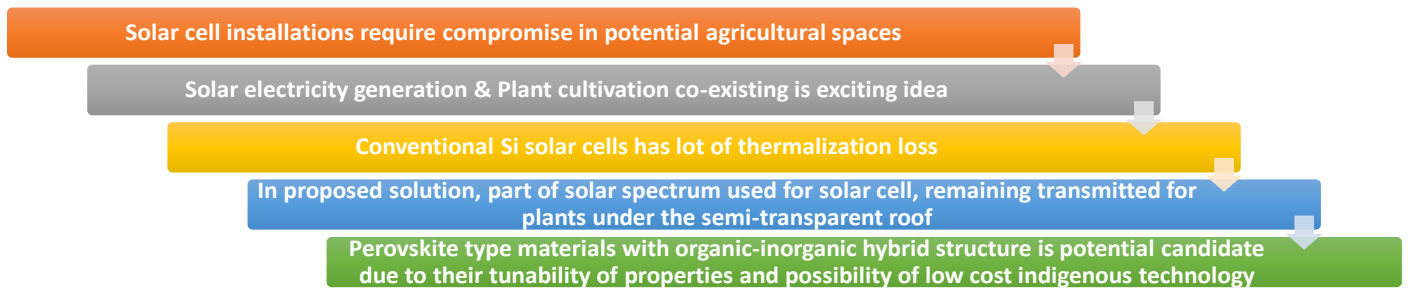 Solar cell installations require compromise in potential agricultural spaces
Solar electricity generation & Plant cultivation co-existing is exciting idea
Conventional Si solar cells has lot of thermalization loss
In proposed solution, part of solar spectrum used for solar cell, remaining transmitted for
plants under the semi-transparent roof
Perovskite type materials with organic-inorganic hybrid structure is potential candidate
due to their tunability of properties and possibility of low cost indigenous technology